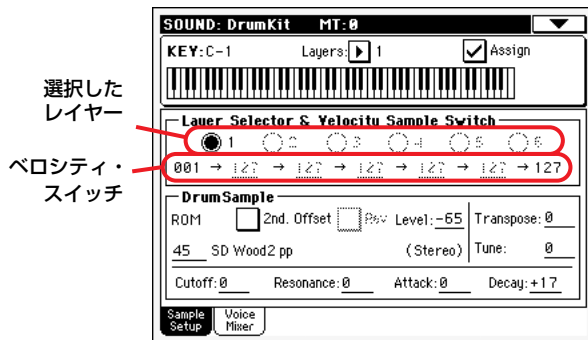 SOUND: DrumKit MT:0
KEY:C-1 Layers: 1 Assign
選択した
レイヤー
Layer Selector & Velocity Sample Switch
1 2 3 4 5 6
ベロシティ・
スイッチ
001 → 127 → 127 → 127 → 127 → 127 → 127
DrumSample
ROM 2nd. Offset Rev Level:-65 Transpose:0
45 SD Wood2 pp (Stereo) Tune: 0
Cutoff:0 Resonance:0 Attack:0 Decay:+17
Sample Setup
Voice Mixer